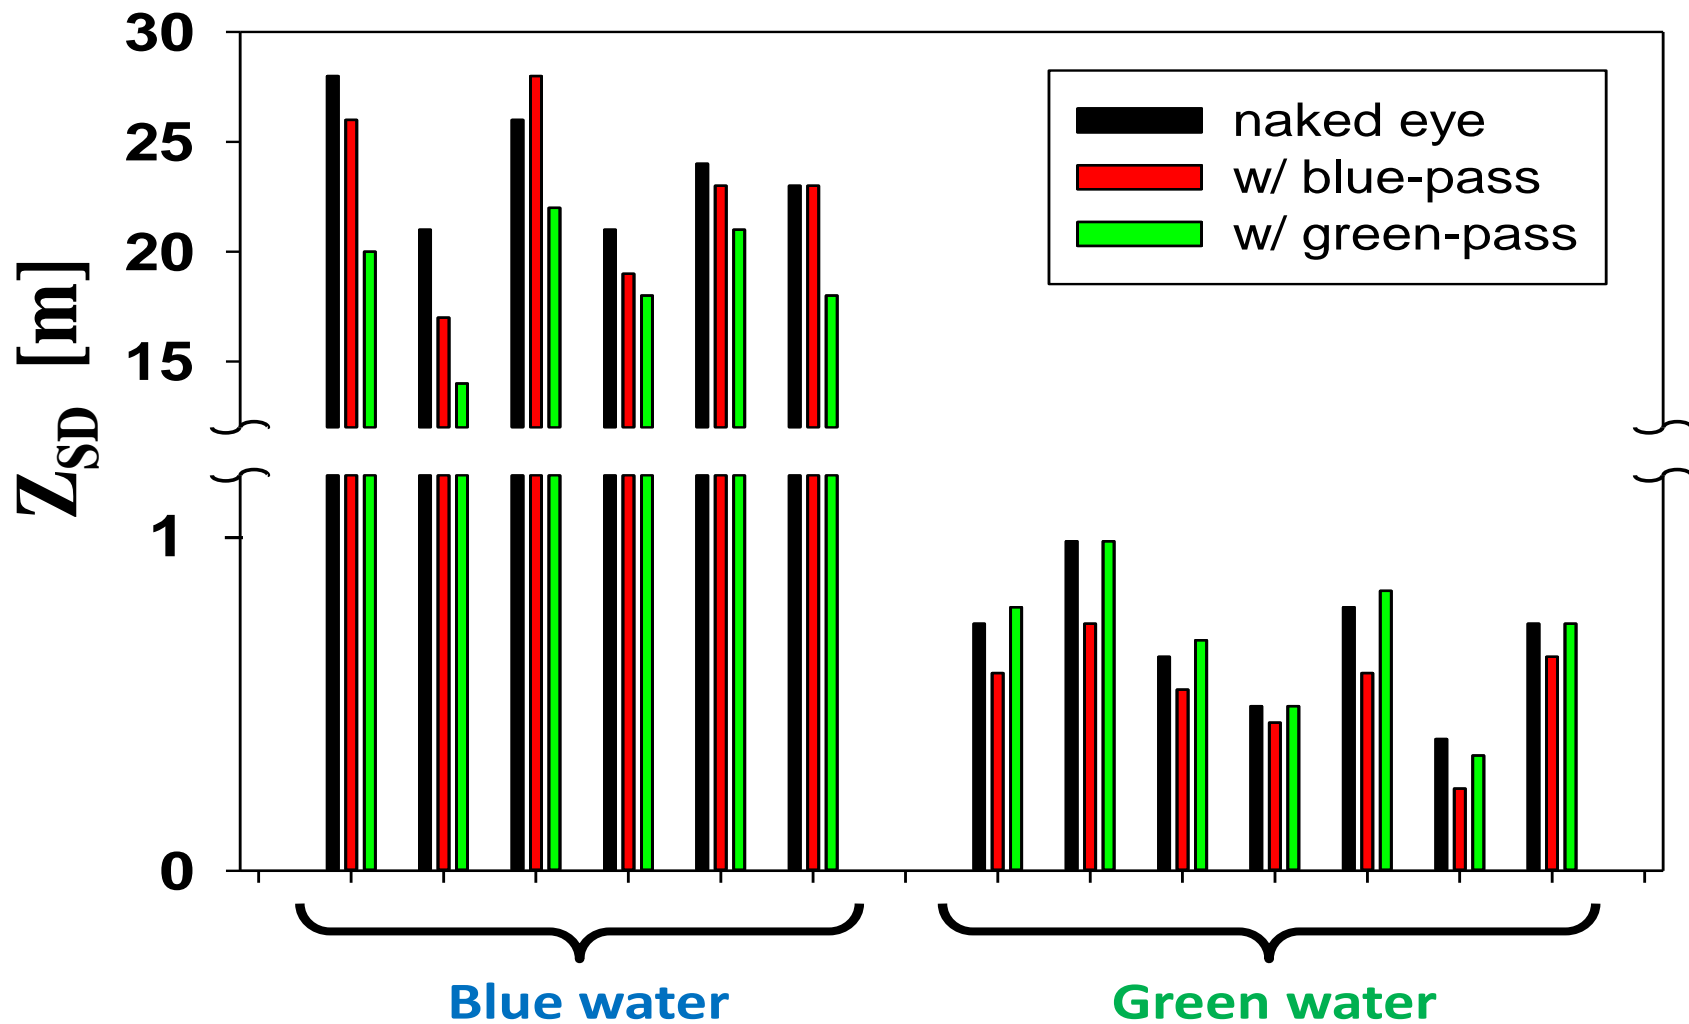 30
25
20
15
1
0
Z_SD [m]
naked eye
w/ blue-pass
w/ green-pass
Blue water
Green water